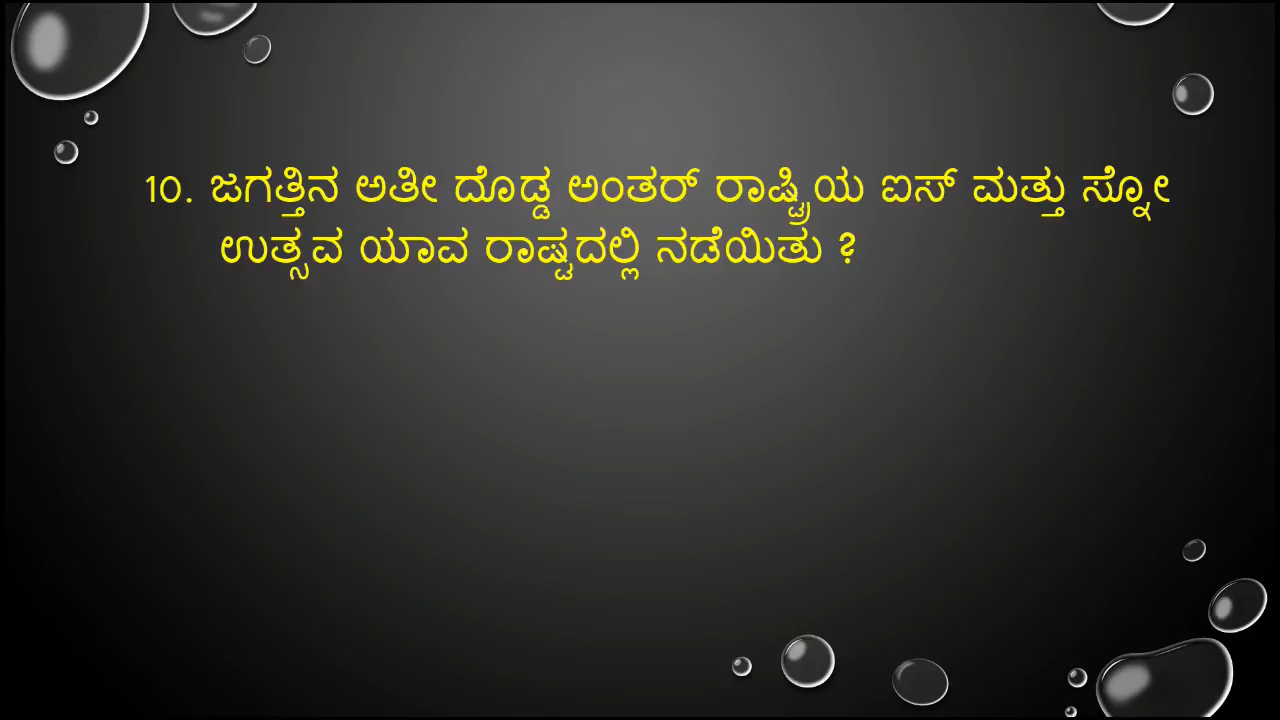 10. ಜಗತ್ತಿನ ಅತೀ ದೊಡ್ಡ ಅಂತರ್ ರಾಷ್ಟ್ರಿಯ ಐಸ್ ಮತ್ತು ಸ್ನೋ
ಉತ್ಸವ ಯಾವ ರಾಷ್ಟದಲ್ಲಿ ನಡೆಯಿತು ?